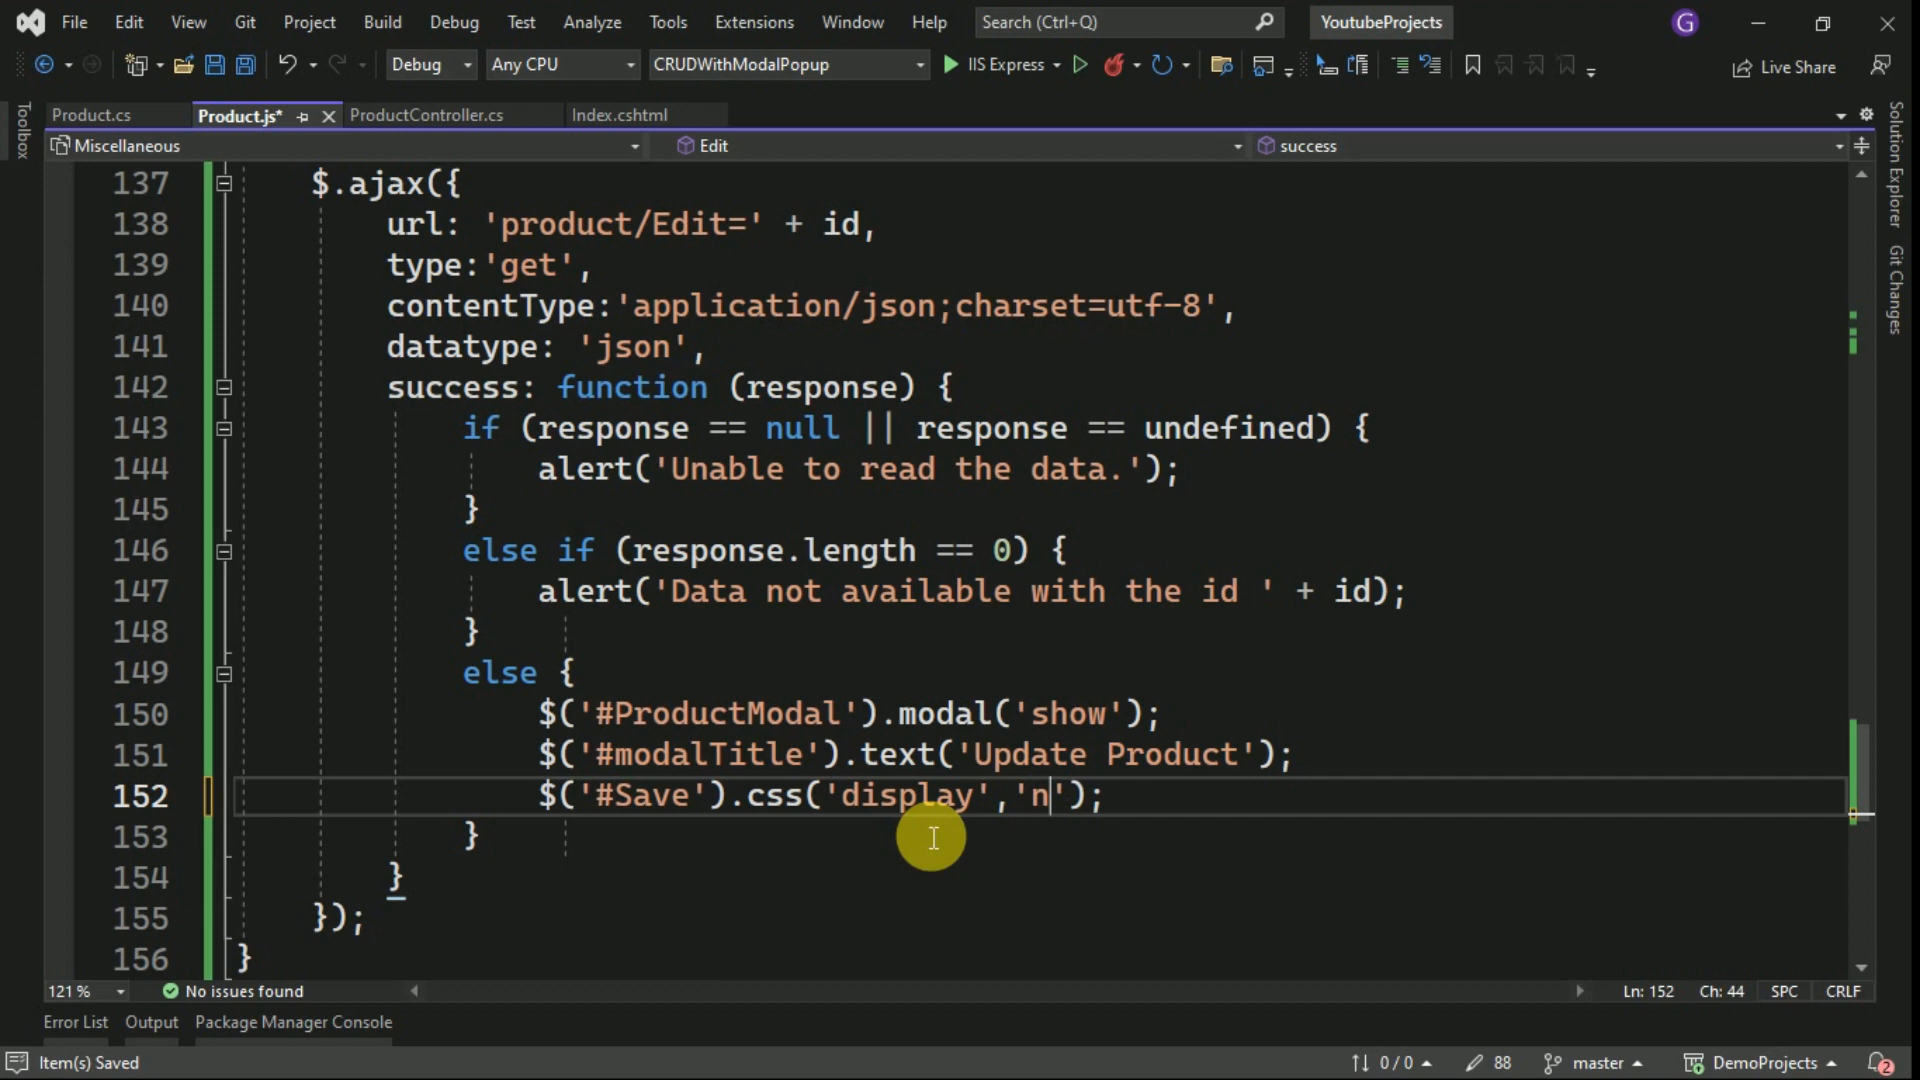 File Edit View Git Project Build Debug Test Analyze Tools Extensions Window Help Search (Ctrl+Q) YoutubeProjects G
Debug Any CPU CRUDWithModalPopup IIS Express Live Share
Toolbox
Product.cs Product.js* ProductController.cs Index.cshtml
Miscellaneous Edit success
Solution Explorer
Git Changes
137 $.ajax({
138 url: 'product/Edit=' + id,
139 type:'get',
140 contentType:'application/json;charset=utf-8',
141 datatype: 'json',
142 success: function (response) {
143 if (response == null || response == undefined) {
144 alert('Unable to read the data.');
145 }
146 else if (response.length == 0) {
147 alert('Data not available with the id ' + id);
148 }
149 else {
150 $('#ProductModal').modal('show');
151 $('#modalTitle').text('Update Product');
152 $('#Save').css('display','n');
153 }
154 }
155 });
156 }
121 % No issues found Ln: 152 Ch: 44 SPC CRLF
Error List Output Package Manager Console
Item(s) Saved 0 / 0 88 master DemoProjects 2